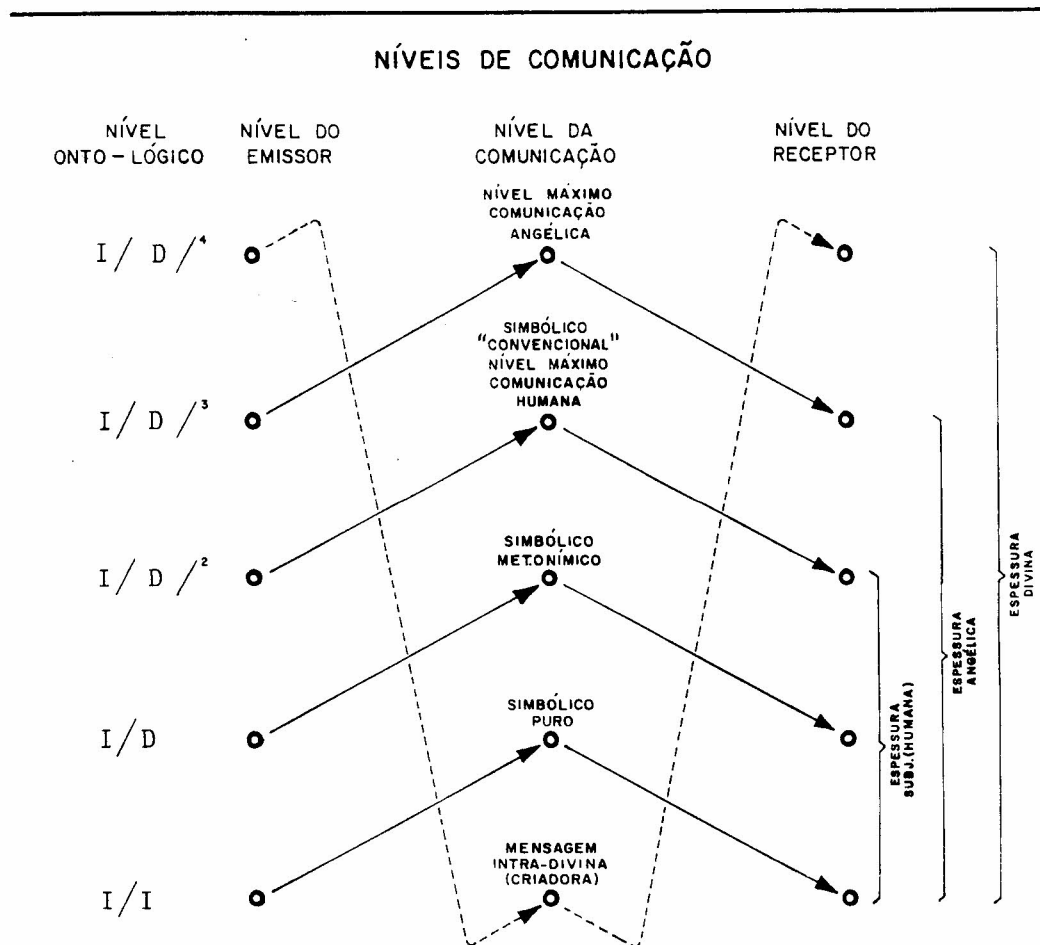 NÍVEIS DE COMUNICAÇÃO
NÍVEL
ONTO-LÓGICO
NÍVEL DO
EMISSOR
NÍVEL DA
COMUNICAÇÃO
NÍVEL DO
RECEPTOR
NÍVEL MÁXIMO
COMUNICAÇÃO
ANGÉLICA
I/D/⁴
SIMBÓLICO
"CONVENCIONAL"
NÍVEL MÁXIMO
COMUNICAÇÃO
HUMANA
I/D/³
SIMBÓLICO
METONÍMICO
I/D/²
SIMBÓLICO
PURO
I/D
MENSAGEM
INTRA-DIVINA
(CRIADORA)
I/I
ESPESSURA
SUBJ.(HUMANA)
ESPESSURA
ANGÉLICA
ESPESSURA
DIVINA